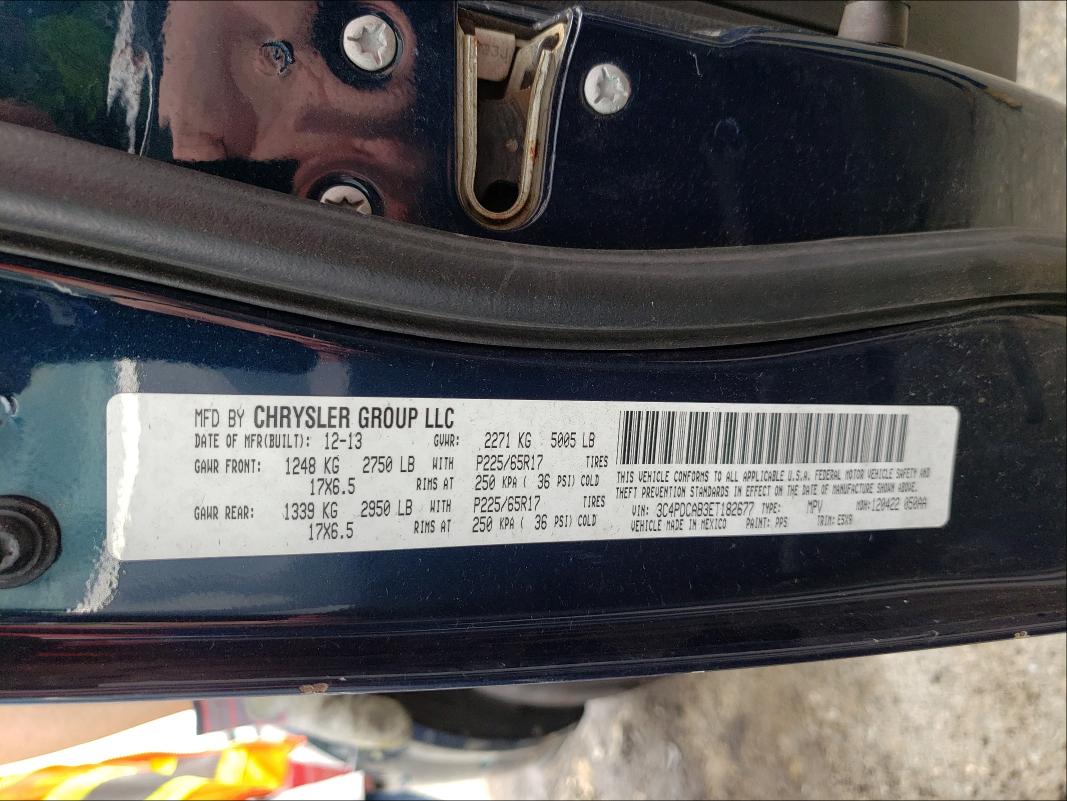 MFD BY CHRYSLER GROUP LLC
DATE OF MFR(BUILT): 12-13 GVWR: 2271 KG 5005 LB
GAWR FRONT: 1248 KG 2750 LB WITH P225/65R17 TIRES
17X6.5 RIMS AT 250 KPA ( 36 PSI) COLD
GAWR REAR: 1339 KG 2950 LB WITH P225/65R17 TIRES
17X6.5 RIMS AT 250 KPA ( 36 PSI) COLD
THIS VEHICLE CONFORMS TO ALL APPLICABLE U.S.A. FEDERAL MOTOR VEHICLE SAFETY AND
THEFT PREVENTION STANDARDS IN EFFECT ON THE DATE OF MANUFACTURE SHOWN ABOVE.
VIN: 3C4PDCAB3ET182677 TYPE: MPV MDH: 120422 050AA
VEHICLE MADE IN MEXICO PAINT: PPS TRIM: E5X9